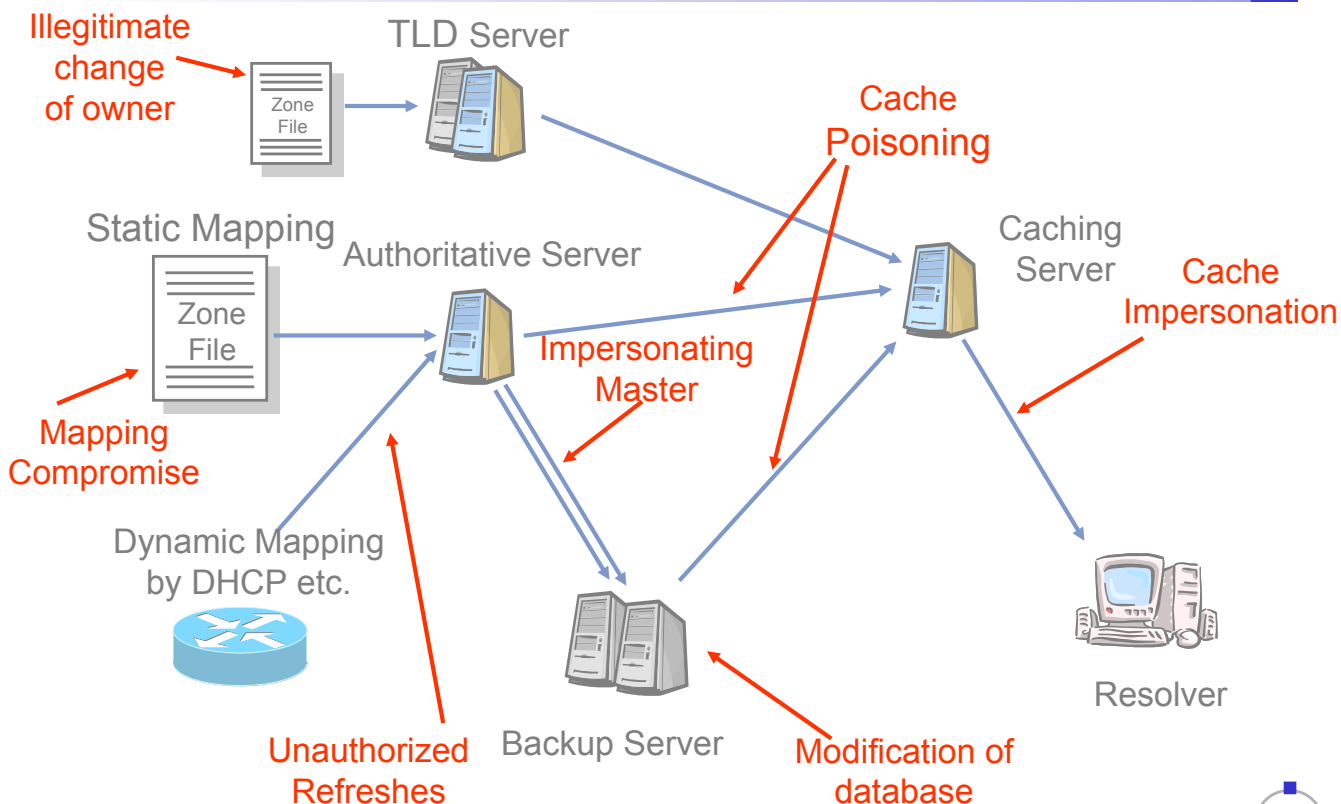 Illegitimate
change
of owner
TLD Server
Zone
File
Cache
Poisoning
Static Mapping
Authoritative Server
Caching
Server
Cache
Impersonation
Zone
File
Impersonating
Master
Mapping
Compromise
Dynamic Mapping
by DHCP etc.
Resolver
Unauthorized
Refreshes
Backup Server
Modification of
database